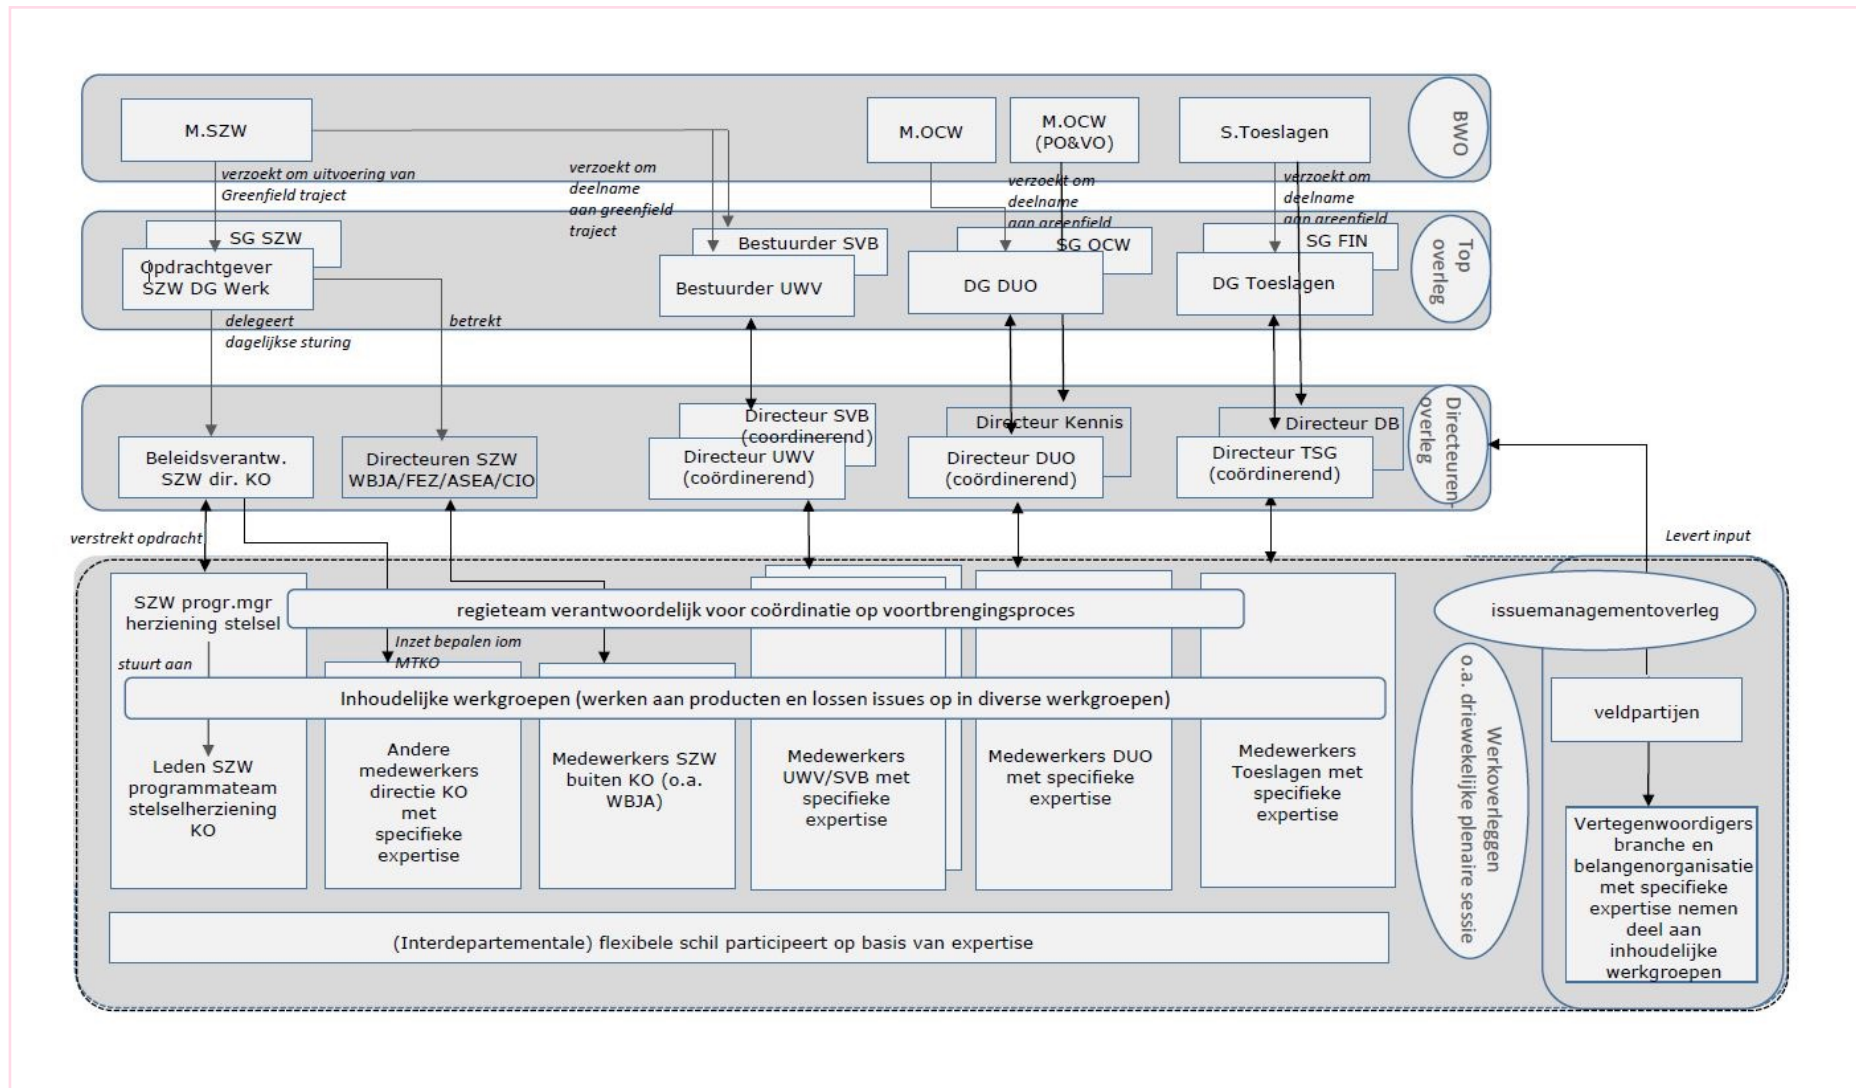 M.SZW
M.OCW
M.OCW
(PO&VO)
S.Toeslagen
BWO
verzoekt om uitvoering van
Greenfield traject
verzoekt om
deelname
aan greenfield
traject
verzoekt om
deelname
aan greenfield
verzoekt om
deelname
aan greenfield
SG SZW
Opdrachtgever
SZW DG Werk
Bestuurder SVB
Bestuurder UWV
SG OCW
DG DUO
SG FIN
DG Toeslagen
Top
overleg
delegeert
dagelijkse sturing
betrekt
Beleidsverantw.
SZW dir. KO
Directeuren SZW
WBJA/FEZ/ASEA/CIO
Directeur SVB
(coordinerend)
Directeur UWV
(coördinerend)
Directeur Kennis
Directeur DUO
(coördinerend)
Directeur DB
Directeur TSG
(coördinerend)
Directeuren-
overleg
verstrekt opdracht
Levert input
SZW progr.mgr
herziening stelsel
regieteam verantwoordelijk voor coördinatie op voortbrengingsproces
issuemanagementoverleg
stuurt aan
Inzet bepalen iom
MTKO
Inhoudelijke werkgroepen (werken aan producten en lossen issues op in diverse werkgroepen)
veldpartijen
Leden SZW
programmateam
stelselherziening
KO
Andere
medewerkers
directie KO
met
specifieke
expertise
Medewerkers SZW
buiten KO (o.a.
WBJA)
Medewerkers
UWV/SVB met
specifieke
expertise
Medewerkers DUO
met specifieke
expertise
Medewerkers
Toeslagen met
specifieke
expertise
Werkoverleggen
o.a. driewekelijke plenaire sessie
Vertegenwoordigers
branche en
belangenorganisatie
met specifieke
expertise nemen
deel aan
inhoudelijke
werkgroepen
(Interdepartementale) flexibele schil participeert op basis van expertise